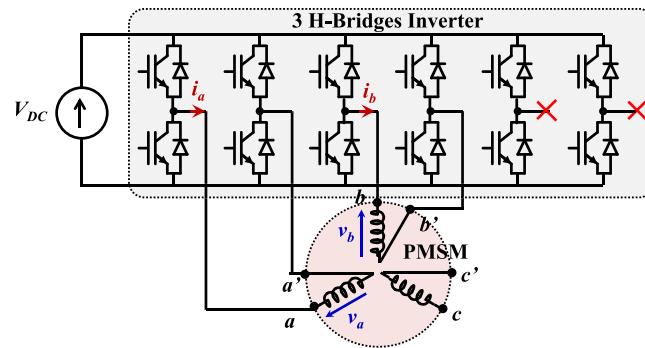 3 H-Bridges Inverter
i_a
i_b
V_DC
b
b'
v_b
PMSM
a'
c'
a
v_a
c